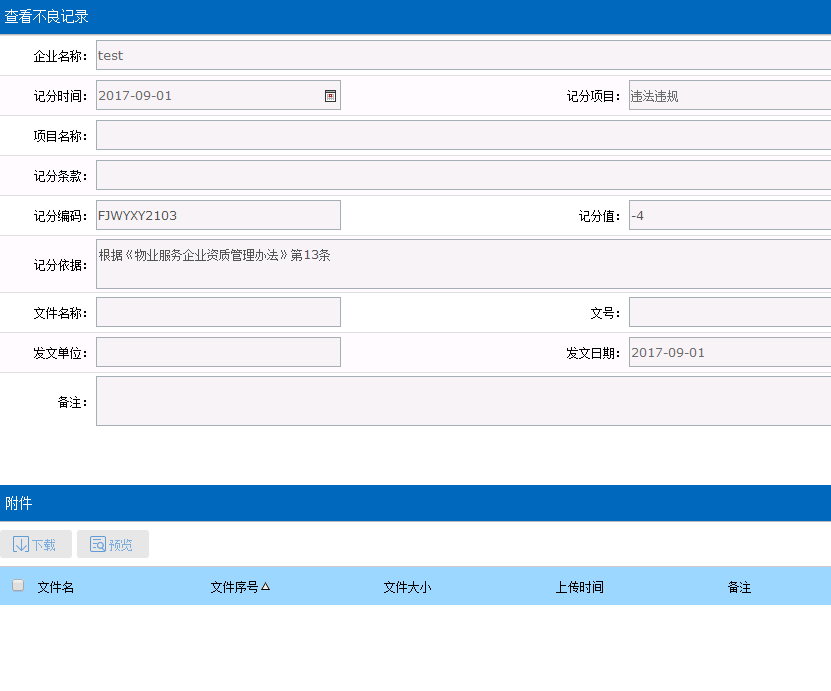 查看不良记录
企业名称： test
记分时间： 2017-09-01 记分项目： 违法违规
项目名称：
记分条款：
记分编码： FJWYXY2103 记分值： -4
记分依据： 根据《物业服务企业资质管理办法》第13条
文件名称： 文号：
发文单位： 发文日期： 2017-09-01
备注：
附件
下载 预览
文件名 文件序号△ 文件大小 上传时间 备注